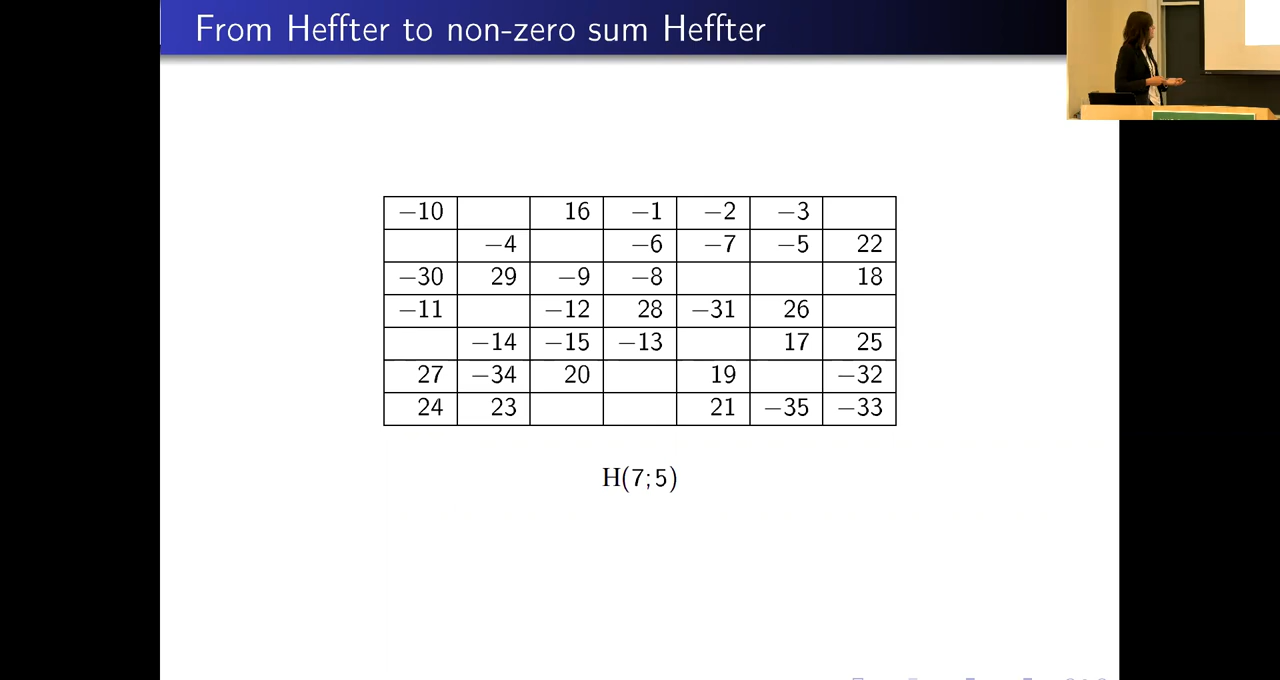 From Heffter to non-zero sum Heffter
−10 16 −1 −2 −3
−4 −6 −7 −5 22
−30 29 −9 −8 18
−11 −12 28 −31 26
−14 −15 −13 17 25
27 −34 20 19 −32
24 23 21 −35 −33
H(7;5)